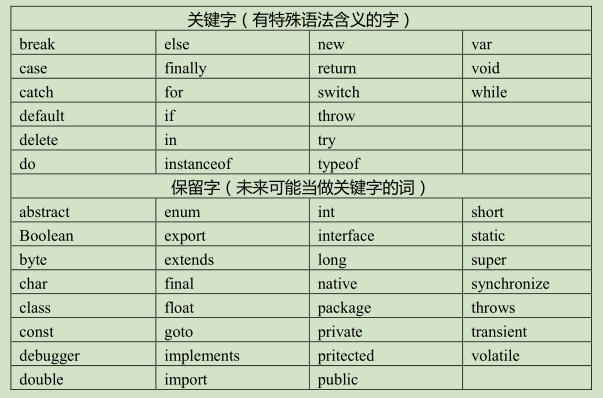 关键字（有特殊语法含义的字）
break else new var
case finally return void
catch for switch while
default if throw
delete in try
do instanceof typeof
保留字（未来可能当做关键字的词）
abstract enum int short
Boolean export interface static
byte extends long super
char final native synchronize
class float package throws
const goto private transient
debugger implements pritected volatile
double import public